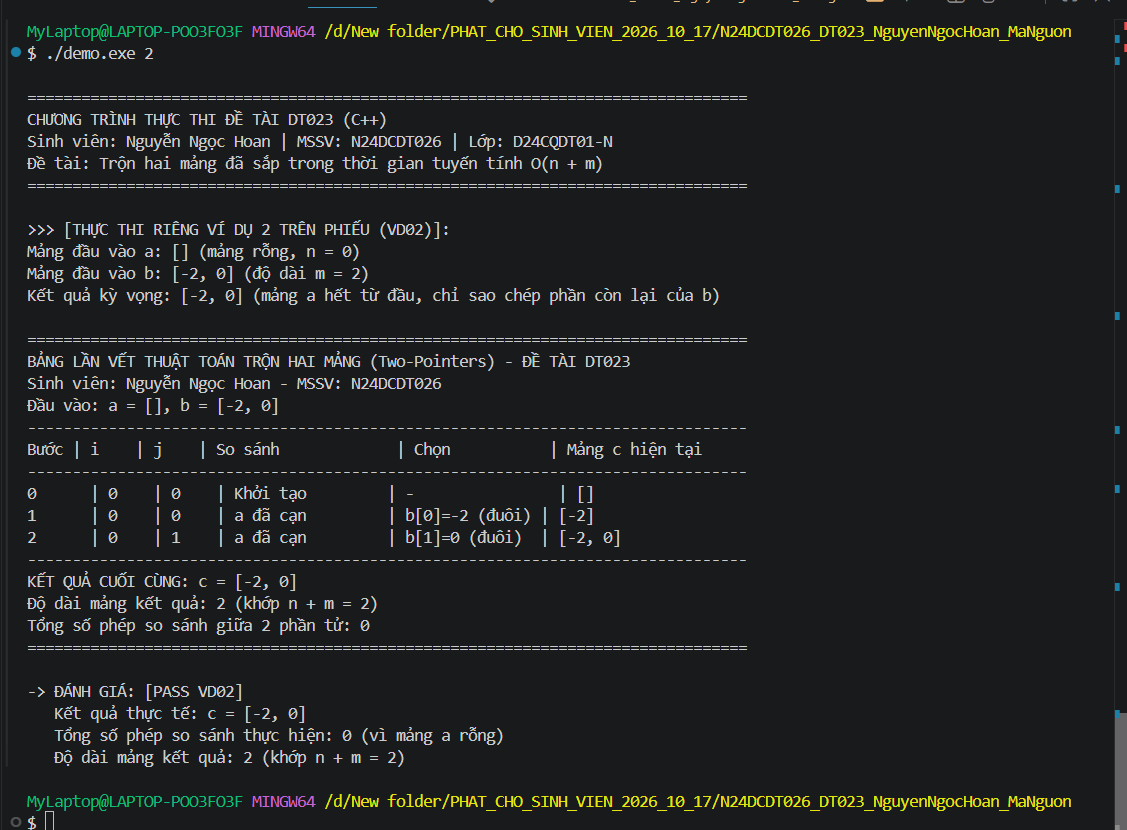 MyLaptop@LAPTOP-POO3FO3F MINGW64 /d/New folder/PHAT_CHO_SINH_VIEN_2026_10_17/N24DCDT026_DT023_NguyenNgocHoan_MaNguon
$ ./demo.exe 2
================================================================================
CHƯƠNG TRÌNH THỰC THI ĐỀ TÀI DT023 (C++)
Sinh viên: Nguyễn Ngọc Hoan | MSSV: N24DCDT026 | Lớp: D24CQDT01-N
Đề tài: Trộn hai mảng đã sắp trong thời gian tuyến tính O(n + m)
================================================================================
>>> [THỰC THI RIÊNG VÍ DỤ 2 TRÊN PHIẾU (VD02)]:
Mảng đầu vào a: [] (mảng rỗng, n = 0)
Mảng đầu vào b: [-2, 0] (độ dài m = 2)
Kết quả kỳ vọng: [-2, 0] (mảng a hết từ đầu, chỉ sao chép phần còn lại của b)
================================================================================
BẢNG LẦN VẾT THUẬT TOÁN TRỘN HAI MẢNG (Two-Pointers) - ĐỀ TÀI DT023
Sinh viên: Nguyễn Ngọc Hoan - MSSV: N24DCDT026
Đầu vào: a = [], b = [-2, 0]
--------------------------------------------------------------------------------
Bước | i    | j    | So sánh             | Chọn            | Mảng c hiện tại
--------------------------------------------------------------------------------
0      | 0    | 0    | Khởi tạo         | -                | []
1      | 0    | 0    | a đã cạn         | b[0]=-2 (đuôi) | [-2]
2      | 0    | 1    | a đã cạn         | b[1]=0 (đuôi)  | [-2, 0]
--------------------------------------------------------------------------------
KẾT QUẢ CUỐI CÙNG: c = [-2, 0]
Độ dài mảng kết quả: 2 (khớp n + m = 2)
Tổng số phép so sánh giữa 2 phần tử: 0
================================================================================
-> ĐÁNH GIÁ: [PASS VD02]
Kết quả thực tế: c = [-2, 0]
Tổng số phép so sánh thực hiện: 0 (vì mảng a rỗng)
Độ dài mảng kết quả: 2 (khớp n + m = 2)
MyLaptop@LAPTOP-POO3FO3F MINGW64 /d/New folder/PHAT_CHO_SINH_VIEN_2026_10_17/N24DCDT026_DT023_NguyenNgocHoan_MaNguon
$